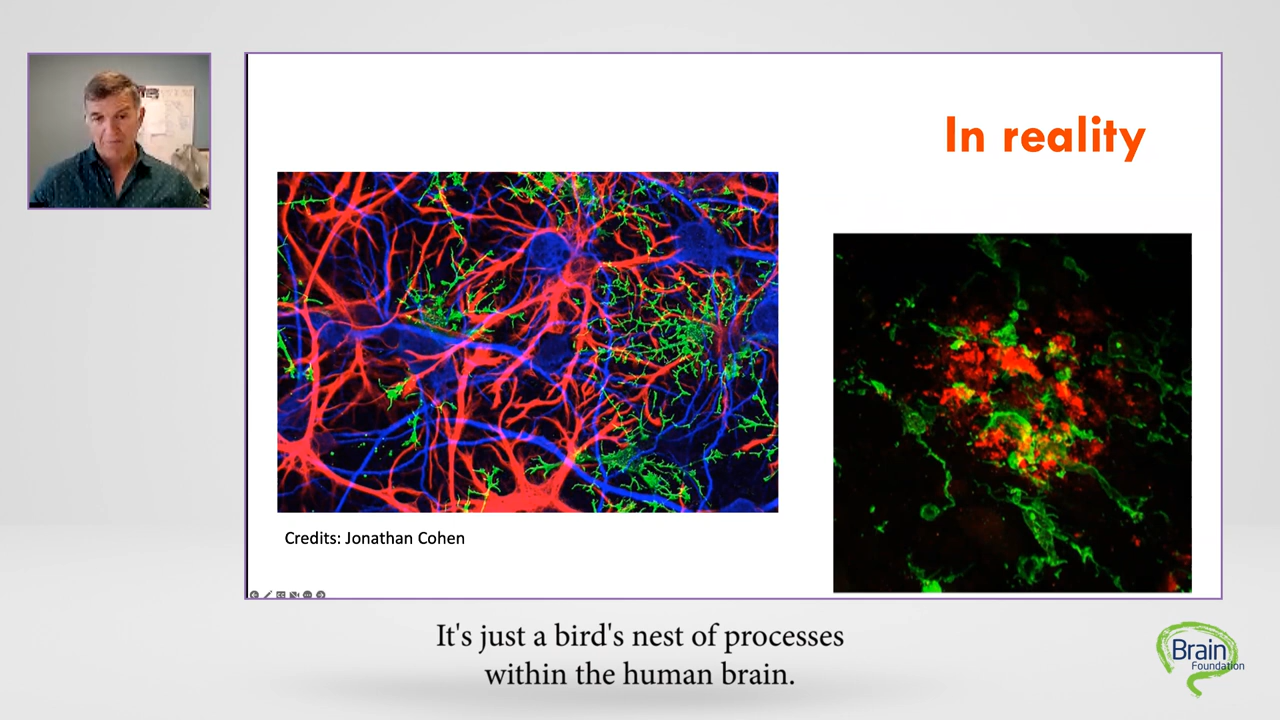 In reality
Credits: Jonathan Cohen
It's just a bird's nest of processes
within the human brain.
Brain
Foundation